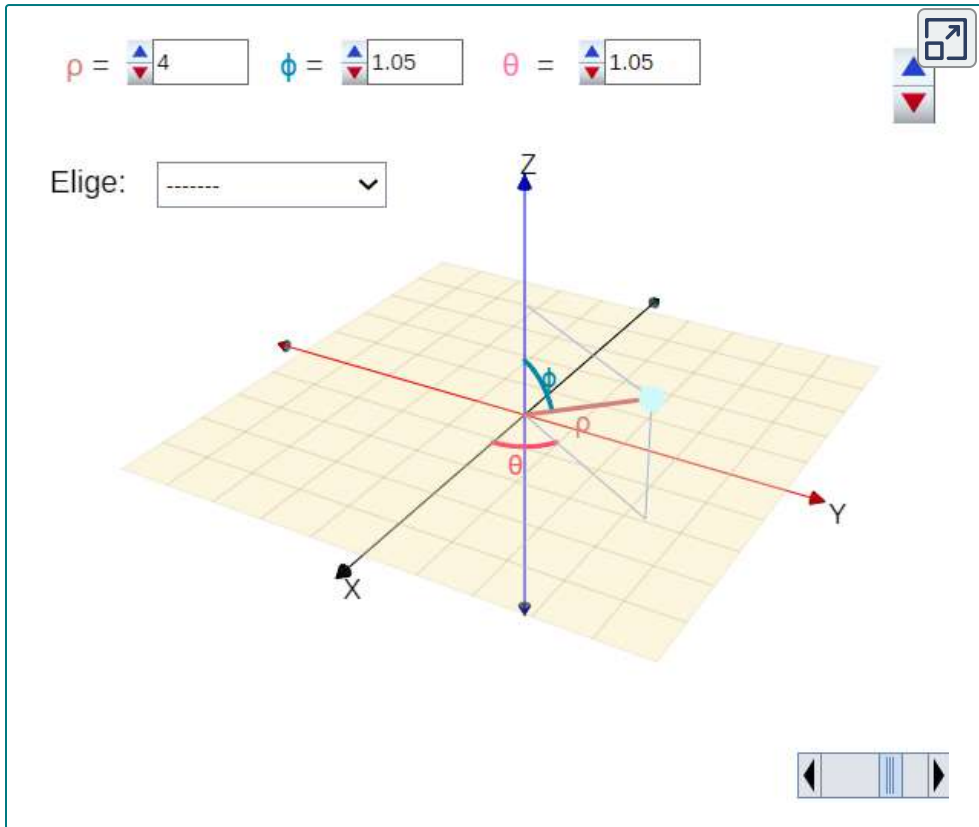 ρ = 4 ϕ = 1.05 θ = 1.05
Elige: -------
Z
ϕ
ρ
θ
Y
X